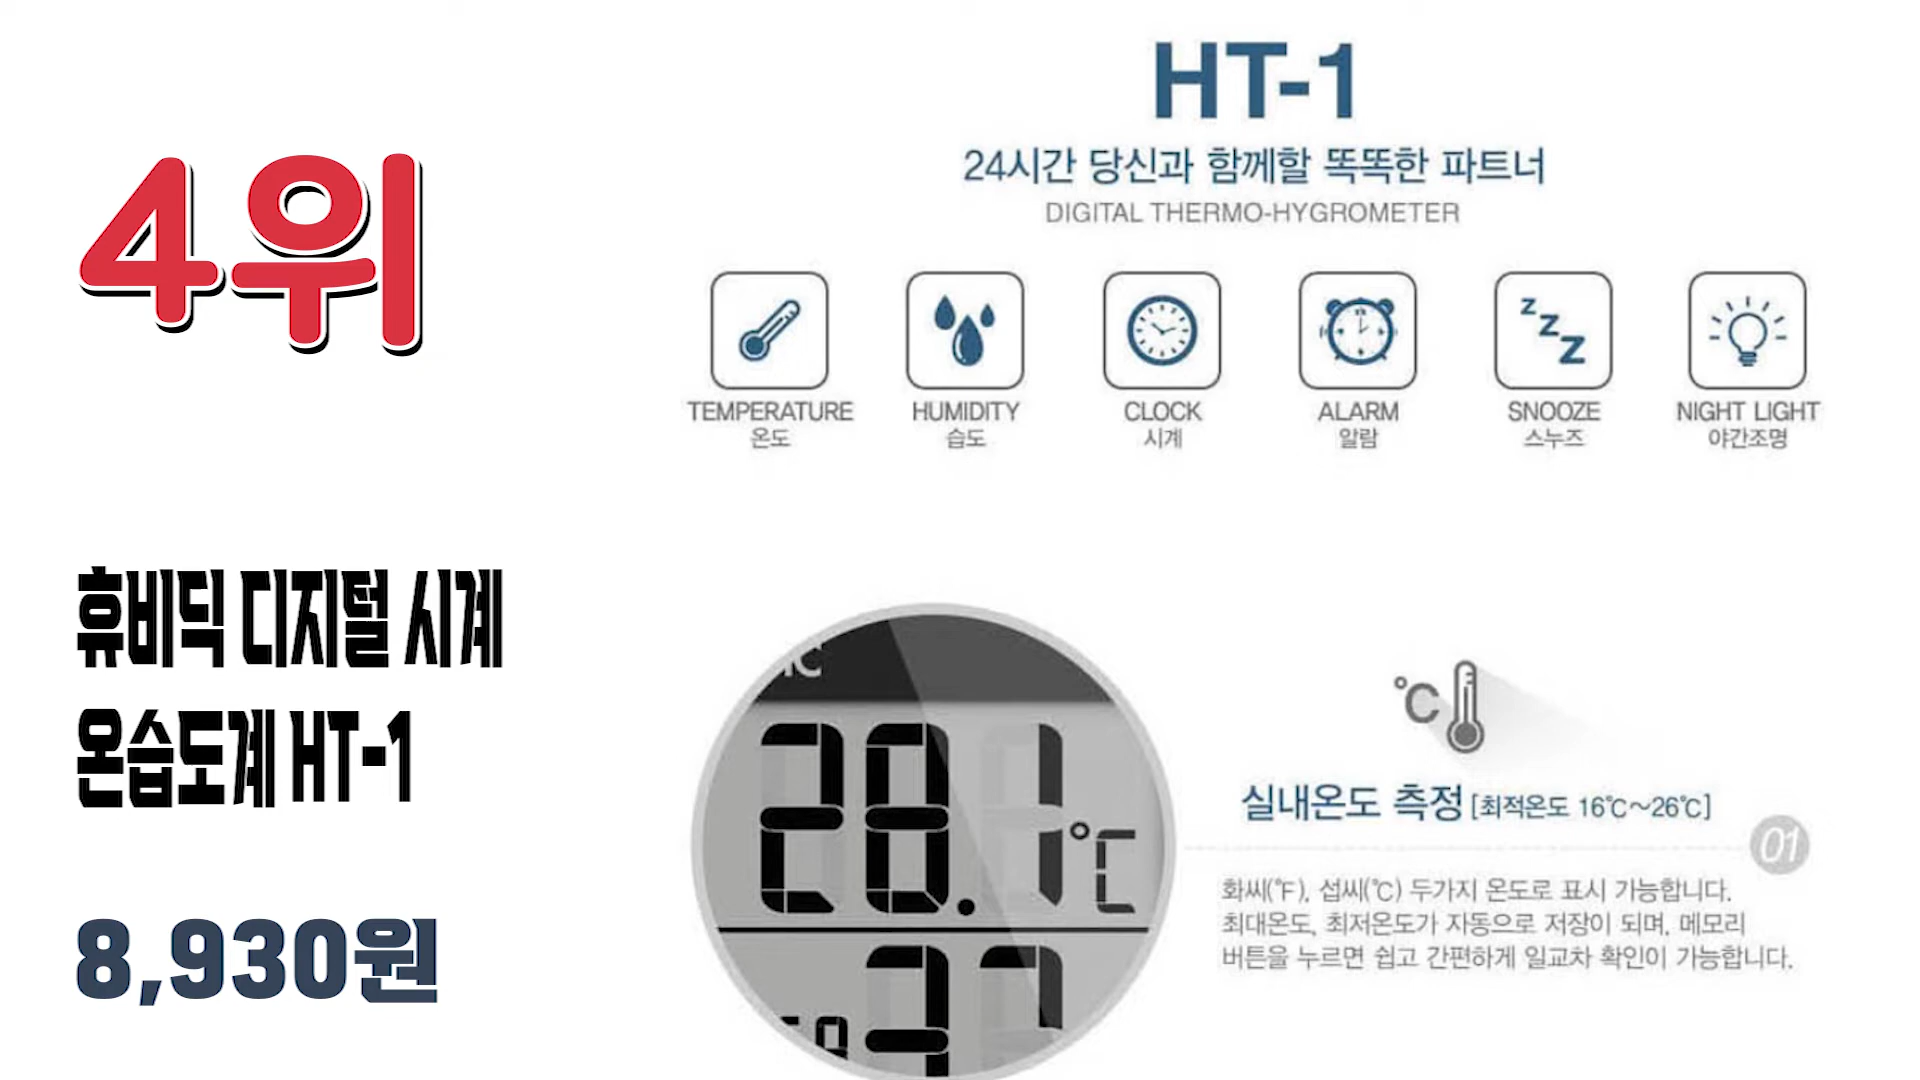 4위
휴비딕 디지털 시계
온습도계 HT-1
8,930원
HT-1
24시간 당신과 함께할 똑똑한 파트너
DIGITAL THERMO-HYGROMETER
TEMPERATURE
온도
HUMIDITY
습도
CLOCK
시계
ALARM
알람
SNOOZE
스누즈
NIGHT LIGHT
야간조명
28.1℃
℃
실내온도 측정 [최적온도 16℃~26℃]
01
화씨(℉), 섭씨(℃) 두가지 온도로 표시 가능합니다.
최대온도, 최저온도가 자동으로 저장이 되며, 메모리
버튼을 누르면 쉽고 간편하게 일교차 확인이 가능합니다.